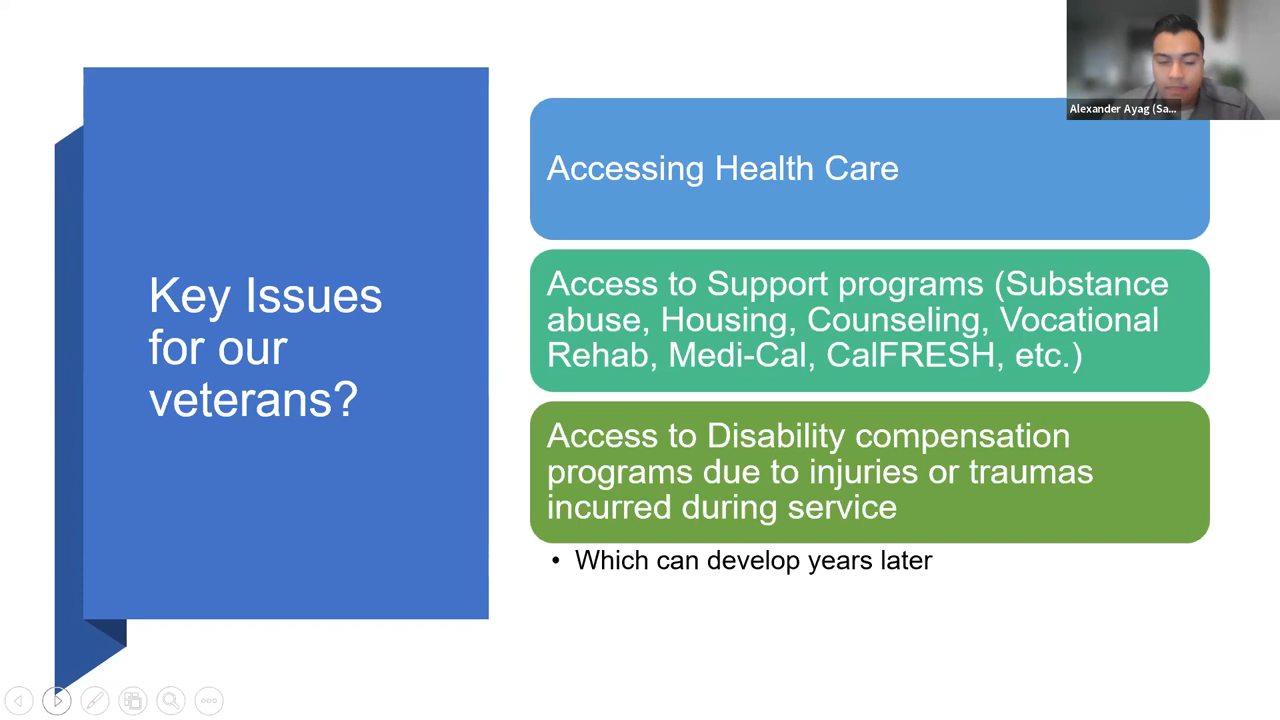 Key Issues
for our
veterans?
Accessing Health Care
Access to Support programs (Substance
abuse, Housing, Counseling, Vocational
Rehab, Medi-Cal, CalFRESH, etc.)
Access to Disability compensation
programs due to injuries or traumas
incurred during service
• Which can develop years later
Alexander Ayag (Sa...